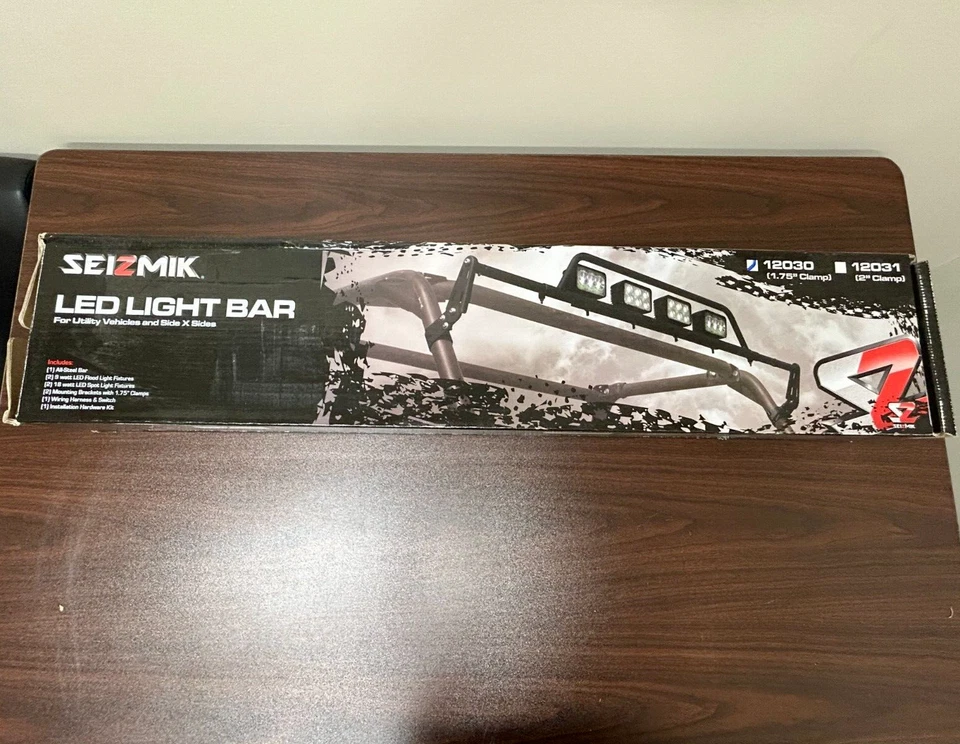 SEIZMIK
LED LIGHT BAR
For Utility Vehicles and Side X Sides
Includes:
(1) All-Steel Bar
(2) 9 watt LED Flood Light Fixtures
(2) 18 watt LED Spot Light Fixtures
(2) Mounting Brackets with 1.75" Clamps
(1) Wiring Harness & Switch
(1) Installation Hardware Kit
12030
(1.75" Clamp)
12031
(2" Clamp)
SZ
SEIZMIK